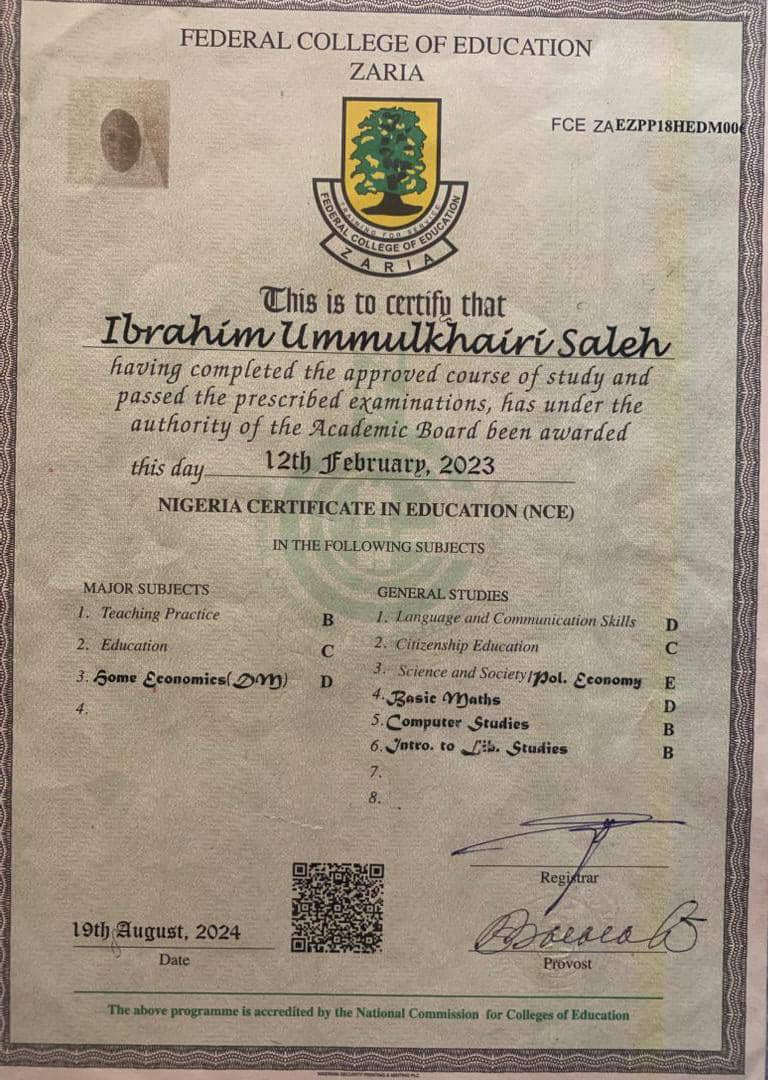 FEDERAL COLLEGE OF EDUCATION
ZARIA
FCE ZAEZPP18HEDM00
TRAINING FOR SERVICE
FEDERAL COLLEGE OF EDUCATION
ZARIA
This is to certify that
Ibrahim Ummulkhairi Saleh
having completed the approved course of study and
passed the prescribed examinations, has under the
authority of the Academic Board been awarded
this day 12th February, 2023
NIGERIA CERTIFICATE IN EDUCATION (NCE)
IN THE FOLLOWING SUBJECTS
MAJOR SUBJECTS
1. Teaching Practice B
2. Education C
3. Home Economics(DM) D
4.
GENERAL STUDIES
1. Language and Communication Skills D
2. Citizenship Education C
3. Science and Society/Pol. Economy E
4. Basic Maths D
5. Computer Studies B
6. Intro. to Lib. Studies B
7.
8.
Registrar
19th August, 2024
Date
Provost
The above programme is accredited by the National Commission for Colleges of Education